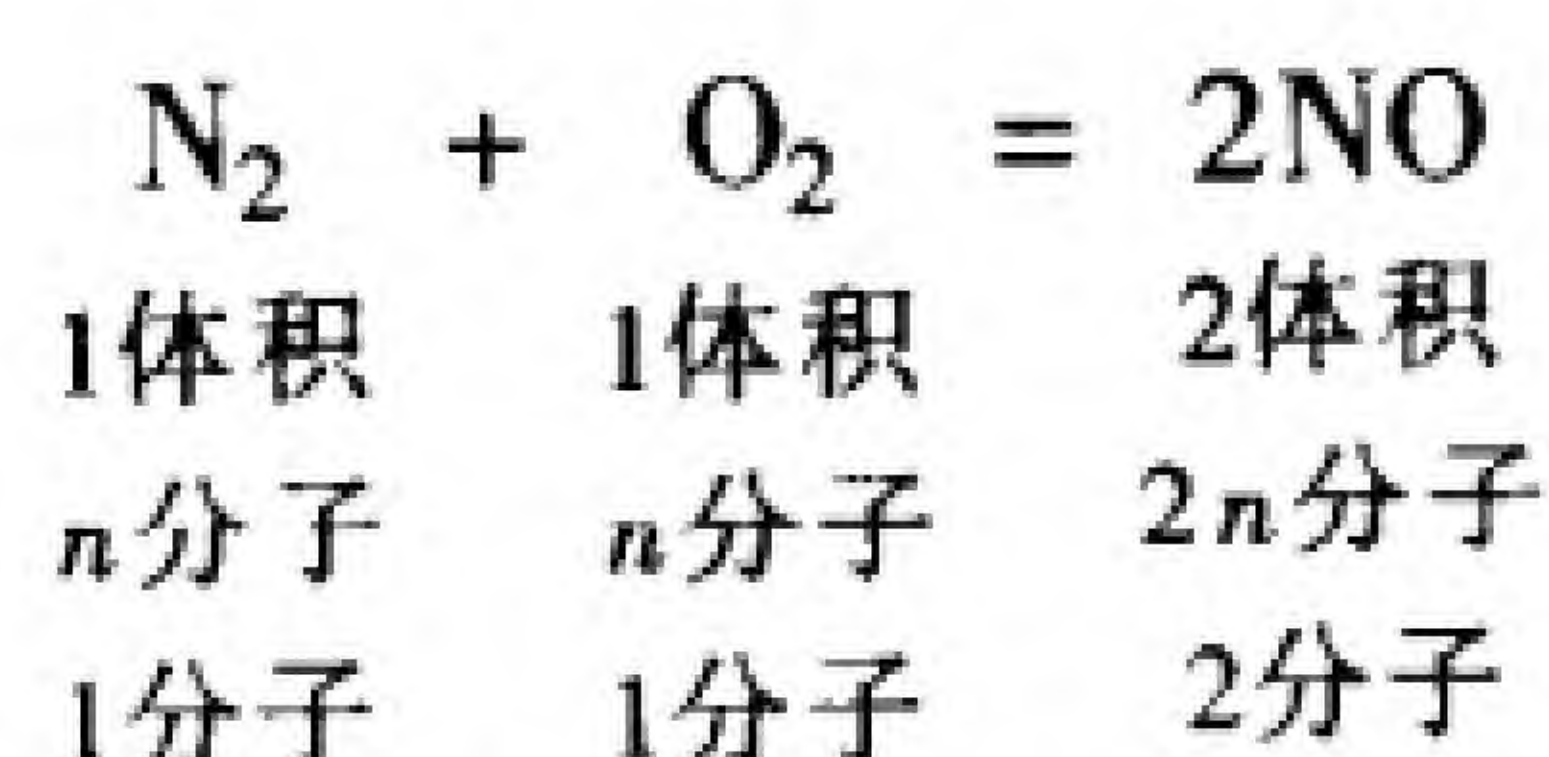 N₂ + O₂ = 2NO
1体积 1体积 2体积
n分子 n分子 2n分子
1分子 1分子 2分子